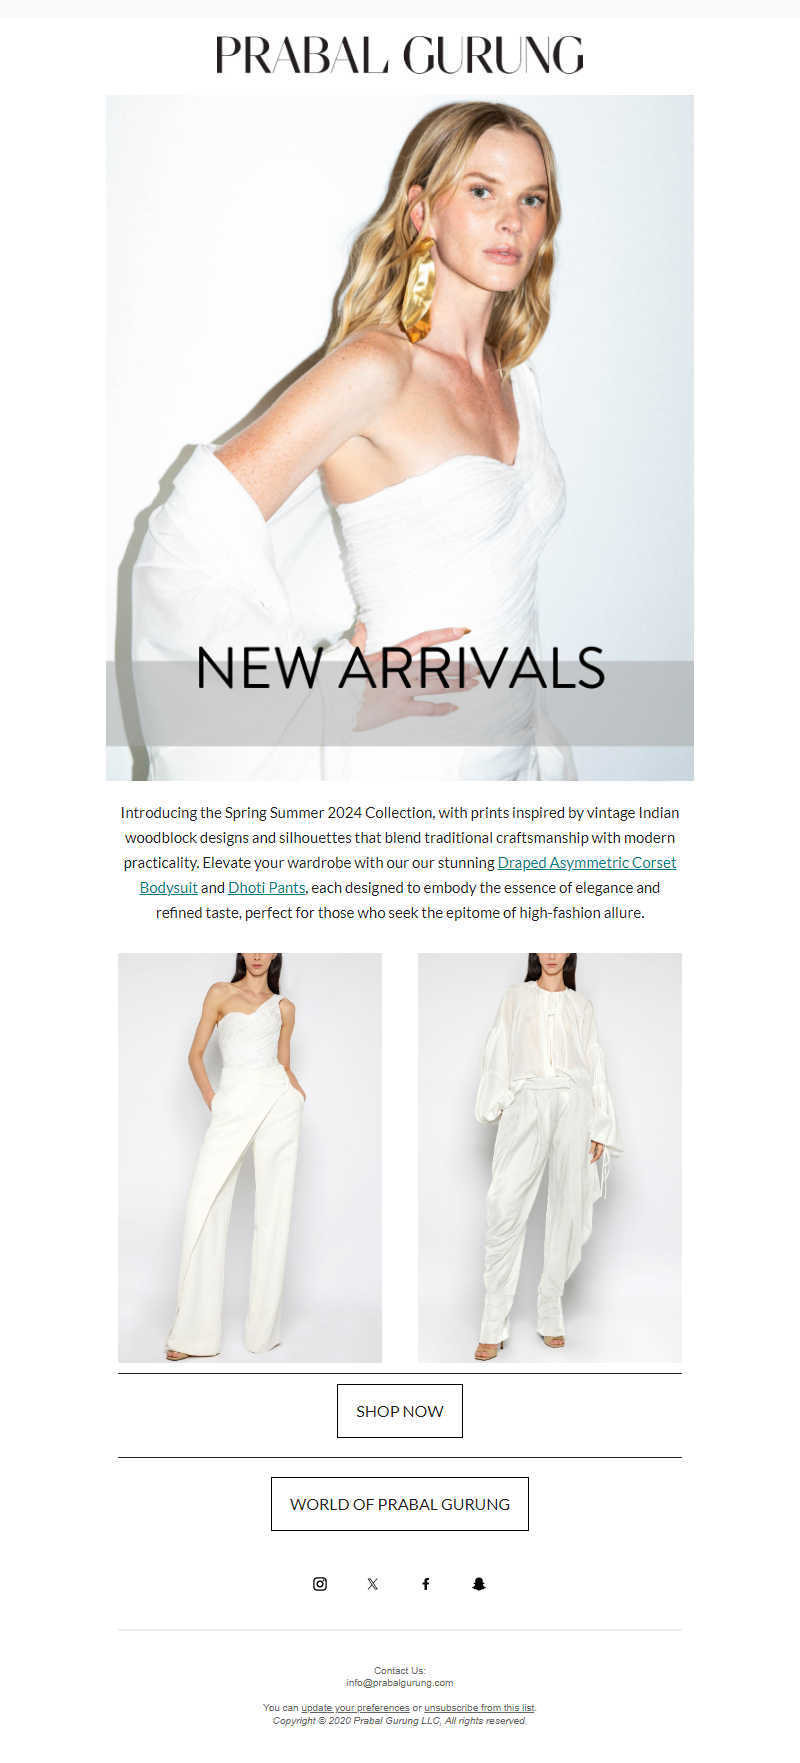 PRABAL GURUNG
NEW ARRIVALS
Introducing the Spring Summer 2024 Collection, with prints inspired by vintage Indian
woodblock designs and silhouettes that blend traditional craftsmanship with modern
practicality. Elevate your wardrobe with our our stunning Draped Asymmetric Corset
Bodysuit and Dhoti Pants, each designed to embody the essence of elegance and
refined taste, perfect for those who seek the epitome of high-fashion allure.
SHOP NOW
WORLD OF PRABAL GURUNG
Contact Us:
info@prabalgurung.com
You can update your preferences or unsubscribe from this list.
Copyright © 2020 Prabal Gurung LLC, All rights reserved.